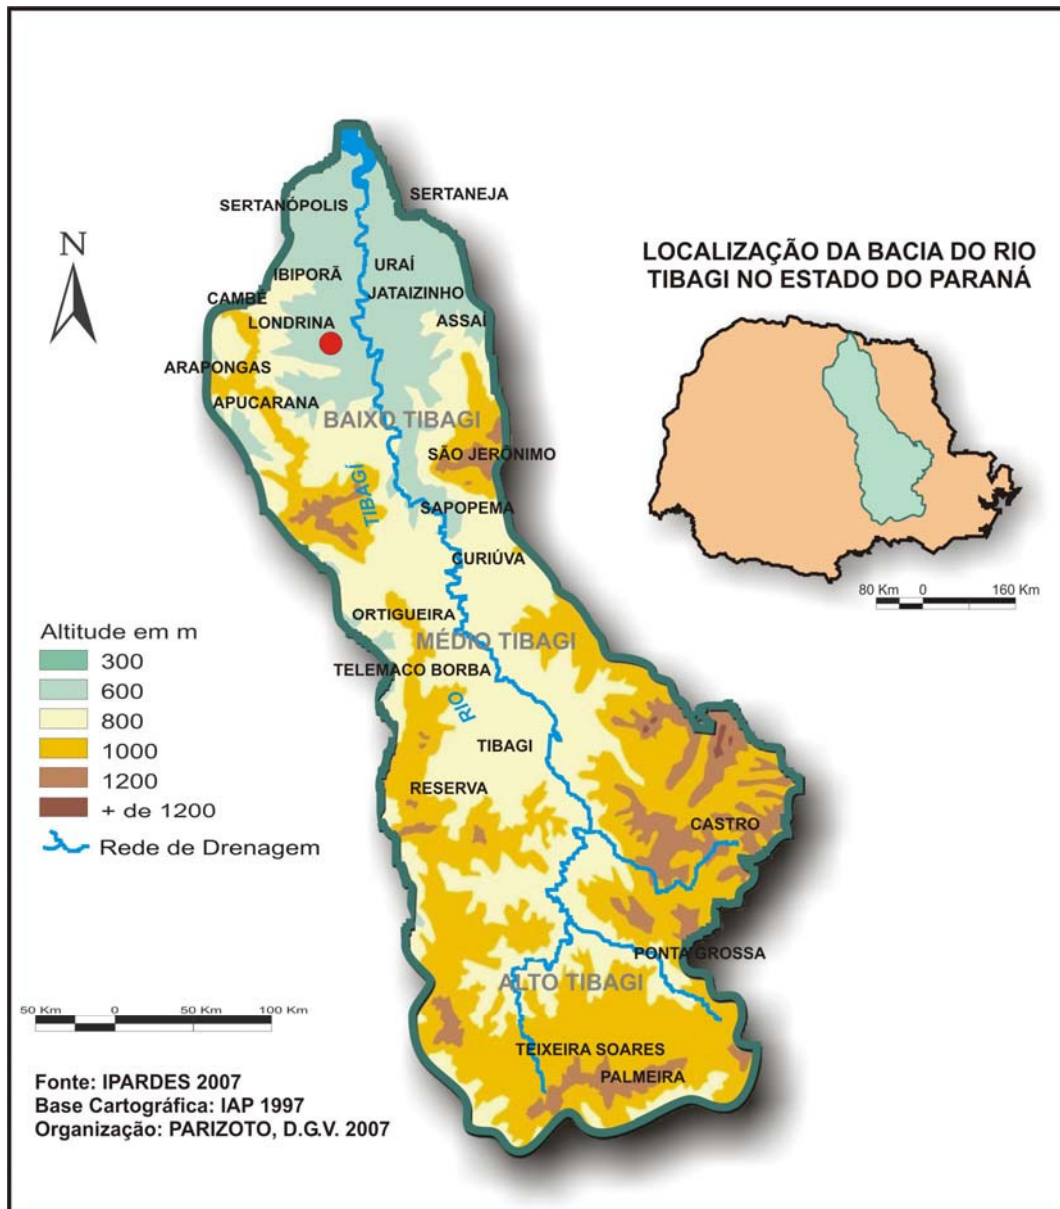 SERTANEJA
SERTANÓPOLIS
N
LOCALIZAÇÃO DA BACIA DO RIO
TIBAGI NO ESTADO DO PARANÁ
URAÍ
IBIPORÃ
JATAIZINHO
CAMBÉ
LONDRINA
ASSAÍ
ARAPONGAS
APUCARANA
BAIXO TIBAGI
SÃO JERÔNIMO
TIBAGÍ
SAPOPEMA
CURIÚVA
80 Km 0 160 Km
ORTIGUEIRA
MÉDIO TIBAGI
TELEMACO BORBA
RIO
TIBAGI
RESERVA
CASTRO
PONTA GROSSA
ALTO TIBAGI
TEIXEIRA SOARES
PALMEIRA
Altitude em m
300
600
800
1000
1200
+ de 1200
Rede de Drenagem
50 Km 0 50 Km 100 Km
Fonte: IPARDES 2007
Base Cartográfica: IAP 1997
Organização: PARIZOTO, D.G.V. 2007